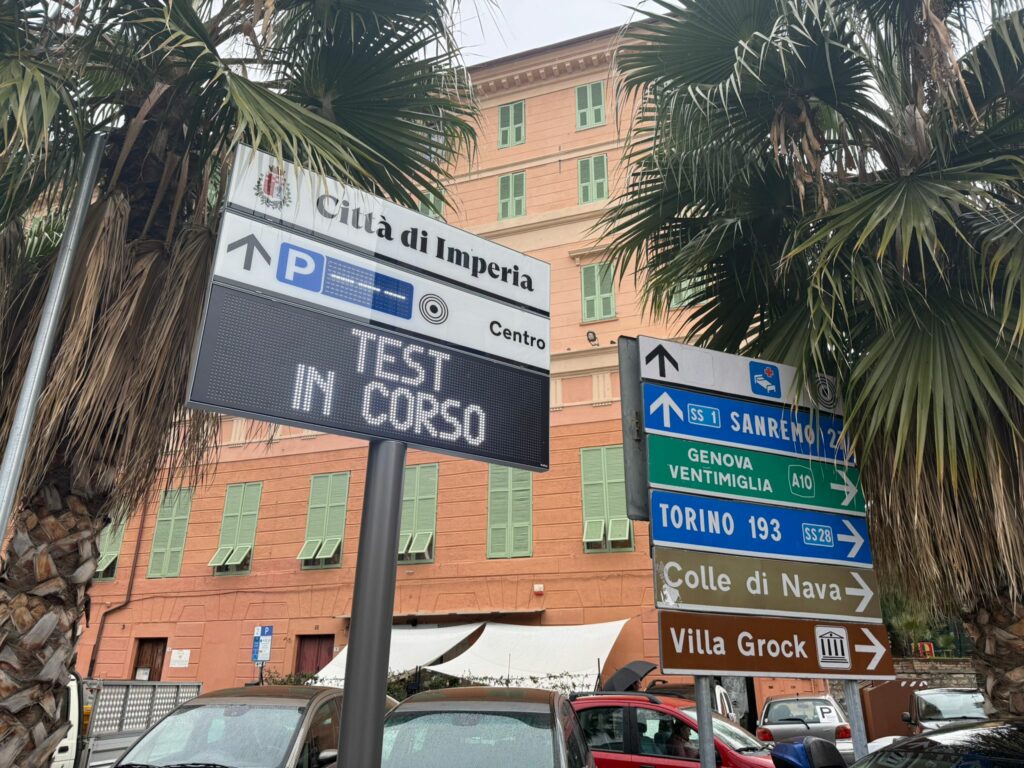 Città di Imperia
P
Centro
TEST
IN CORSO
SS 1 SANREMO
GENOVA
VENTIMIGLIA
A10
TORINO 193 SS28
Colle di Nava
Villa Grock
P
P